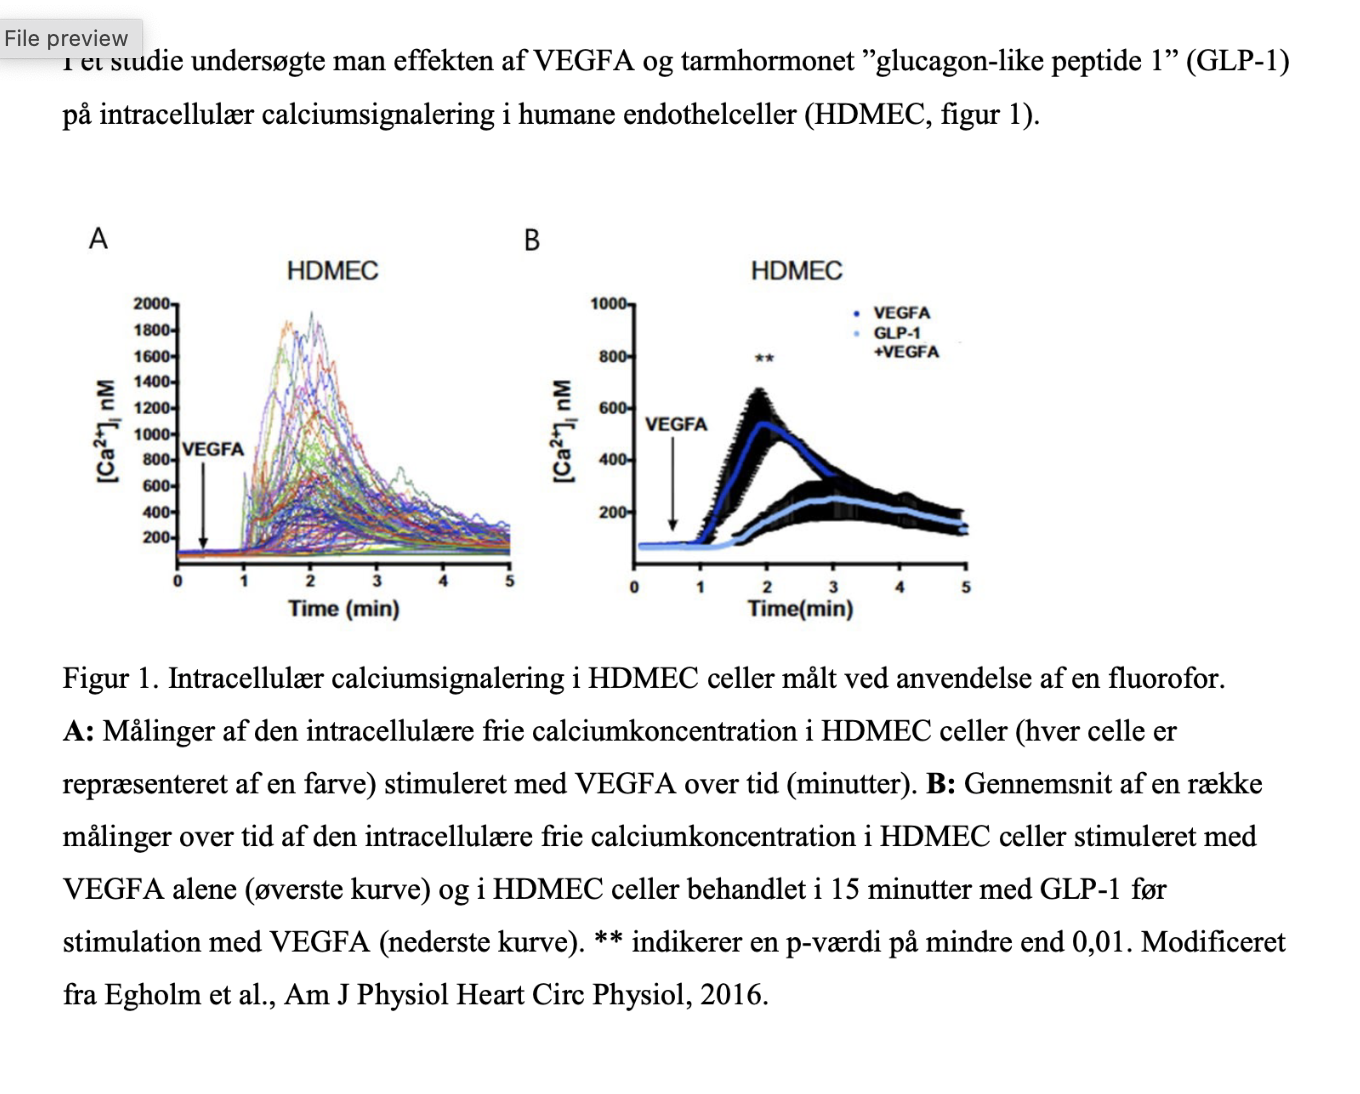 File preview
I et studie undersøgte man effekten af VEGFA og tarmhormonet ”glucagon-like peptide 1” (GLP-1)
på intracellulær calciumsignalering i humane endothelceller (HDMEC, figur 1).
A
HDMEC
2000
1800
1600
1400
1200
1000
800
600
400
200
[Ca²⁺]ᵢ nM
VEGFA
0 1 2 3 4 5
Time (min)
B
HDMEC
1000
800
600
400
200
[Ca²⁺]ᵢ nM
VEGFA
GLP-1
+VEGFA
**
VEGFA
0 1 2 3 4 5
Time(min)
Figur 1. Intracellulær calciumsignalering i HDMEC celler målt ved anvendelse af en fluorofor.
A: Målinger af den intracellulære frie calciumkoncentration i HDMEC celler (hver celle er
repræsenteret af en farve) stimuleret med VEGFA over tid (minutter). B: Gennemsnit af en række
målinger over tid af den intracellulære frie calciumkoncentration i HDMEC celler stimuleret med
VEGFA alene (øverste kurve) og i HDMEC celler behandlet i 15 minutter med GLP-1 før
stimulation med VEGFA (nederste kurve). ** indikerer en p-værdi på mindre end 0,01. Modificeret
fra Egholm et al., Am J Physiol Heart Circ Physiol, 2016.